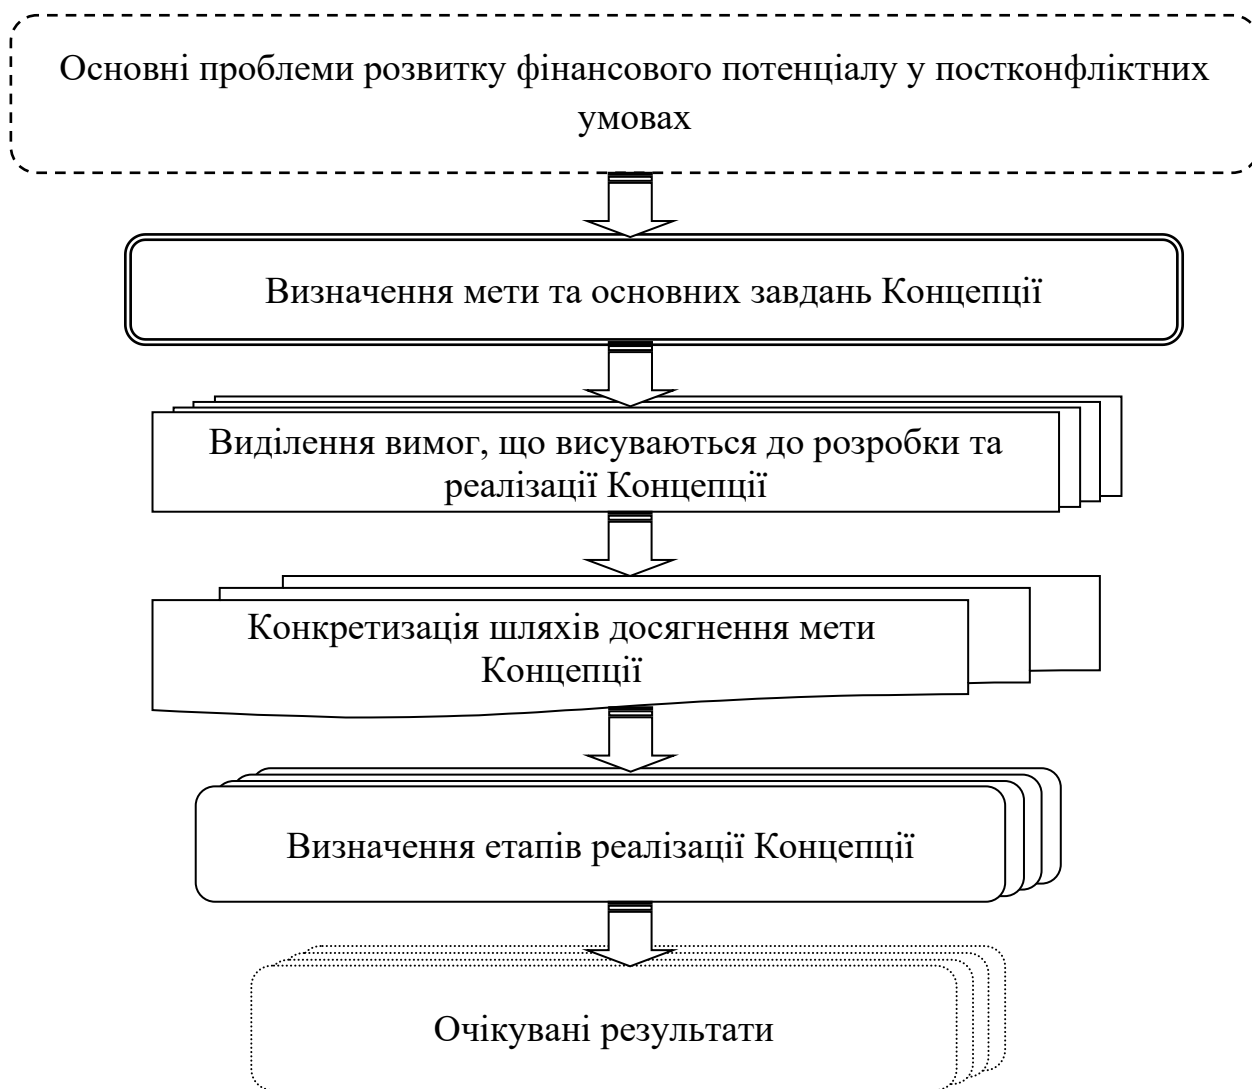 Основні проблеми розвитку фінансового потенціалу у постконфліктних
умовах
Визначення мети та основних завдань Концепції
Виділення вимог, що висуваються до розробки та
реалізації Концепції
Конкретизація шляхів досягнення мети
Концепції
Визначення етапів реалізації Концепції
Очікувані результати